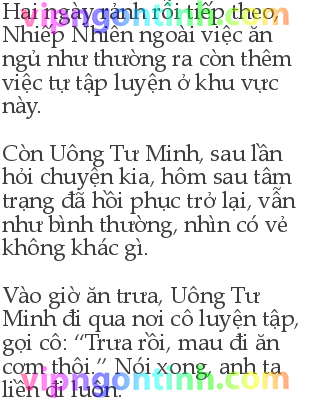 Hai ngày rảnh rỗi tiếp theo,
Nhiếp Nhiên ngoài việc ăn
ngủ như thường ra còn thêm
việc tự tập luyện ở khu vực
này.
Còn Uông Tư Minh, sau lần
hỏi chuyện kia, hôm sau tâm
trạng đã hồi phục trở lại, vẫn
như bình thường, nhìn có vẻ
không khác gì.
Vào giờ ăn trưa, Uông Tư
Minh đi qua nơi cô luyện tập,
gọi cô: “Trưa rồi, mau đi ăn
cơm thôi.” Nói xong, anh ta
liền đi luôn.
vipngontinh.com
vipngontinh.com